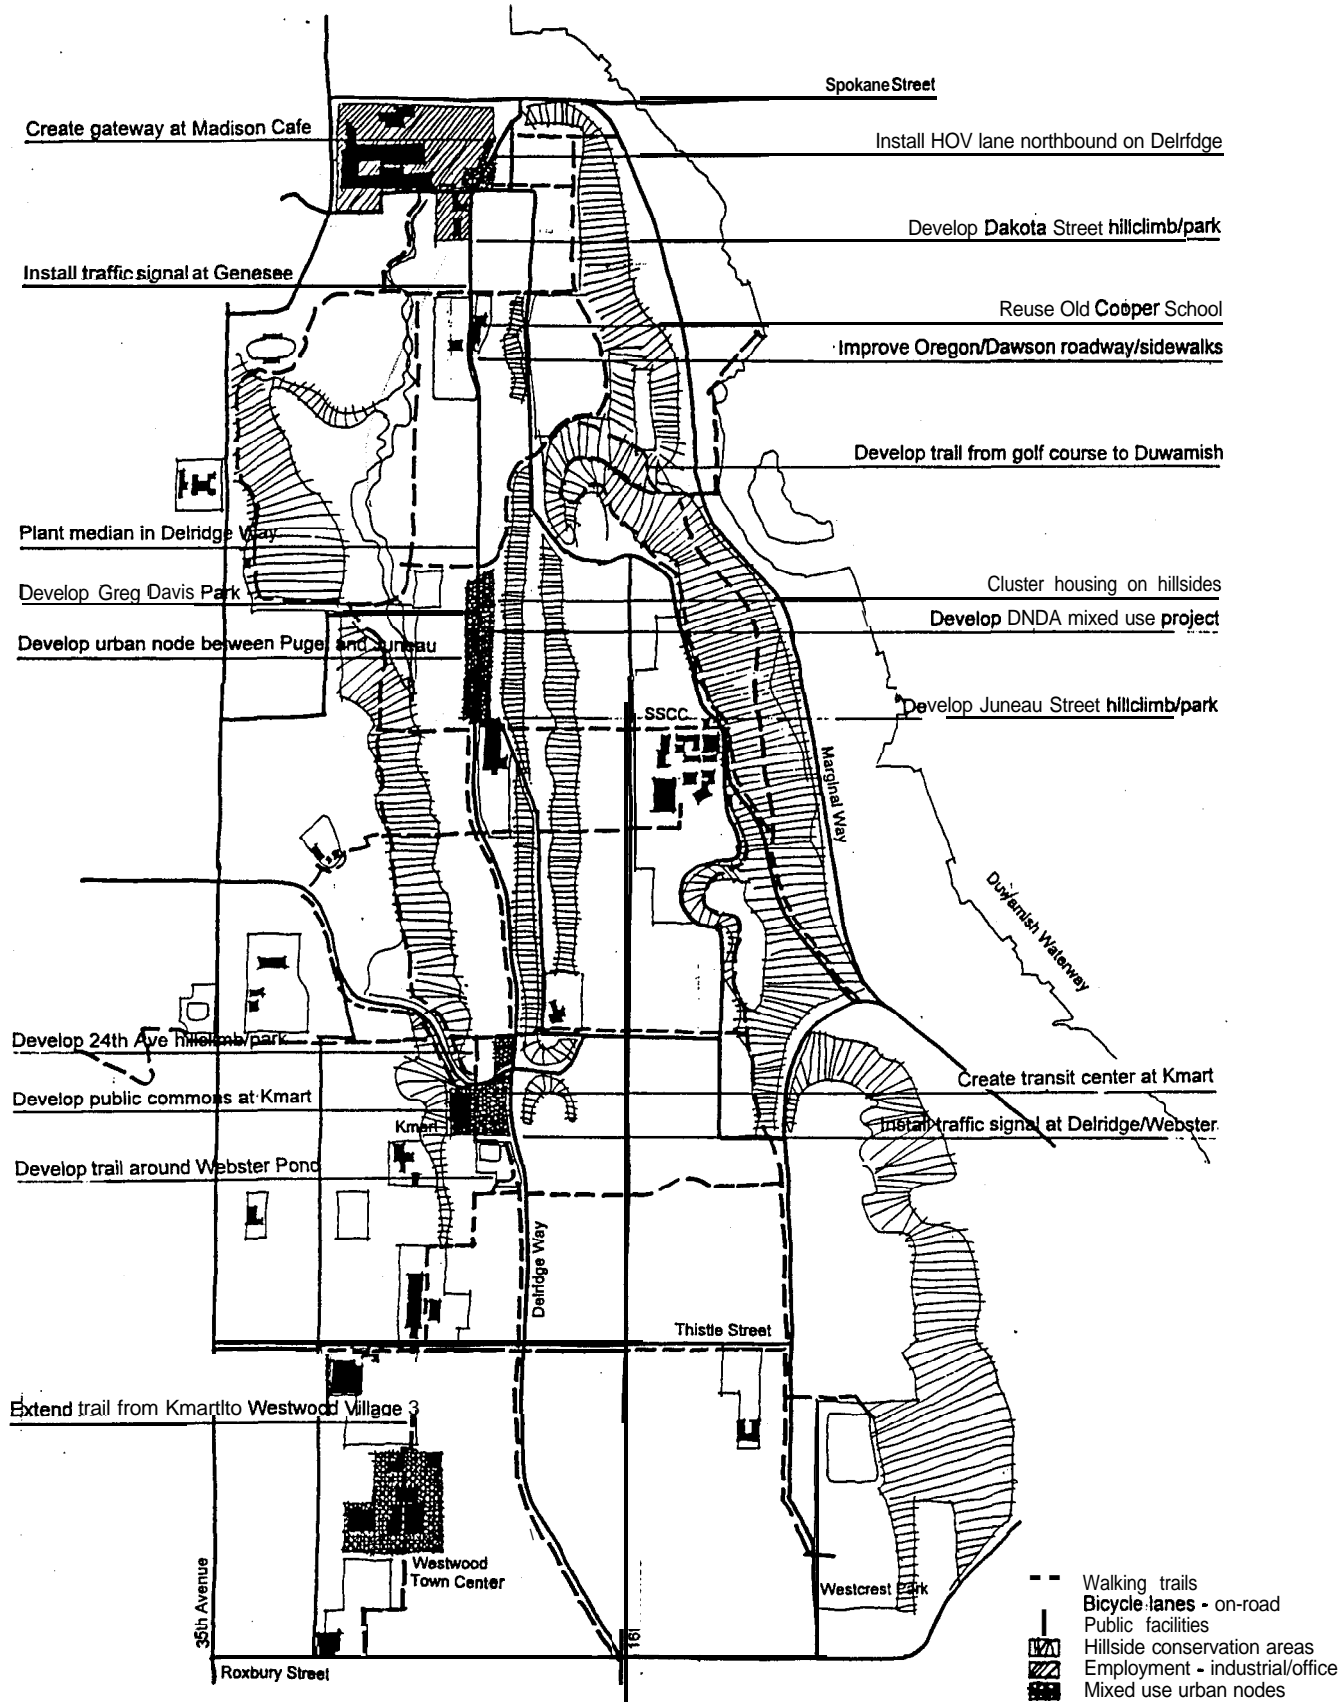 Spokane Street
Create gateway at Madison Cafe
Install HOV lane northbound on Delrfdge
Develop Dakota Street hillclimb/park
Install traffic signal at Genesee
Reuse Old Cooper School
Improve Oregon/Dawson roadway/sidewalks
Develop trail from golf course to Duwamish
Plant median in Delridge Way
Develop Greg Davis Park
Cluster housing on hillsides
Develop DNDA mixed use project
Develop urban node between Puget and Juneau
Develop Juneau Street hillclimb/park
SSCC
Marginal Way
Duwamish Waterway
Develop 24th Ave hillclimb/park
Create transit center at Kmart
Develop public commons at Kmart
Kmart
Install traffic signal at Delridge/Webster
Develop trail around Webster Pond
Delridge Way
Thistle Street
Extend trail from Kmartlto Westwood Village 3
Westwood
Town Center
35th Avenue
Westcrest Park
16l
Roxbury Street
Walking trails
Bicycle lanes - on-road
Public facilities
Hillside conservation areas
Employment - industrial/office
Mixed use urban nodes